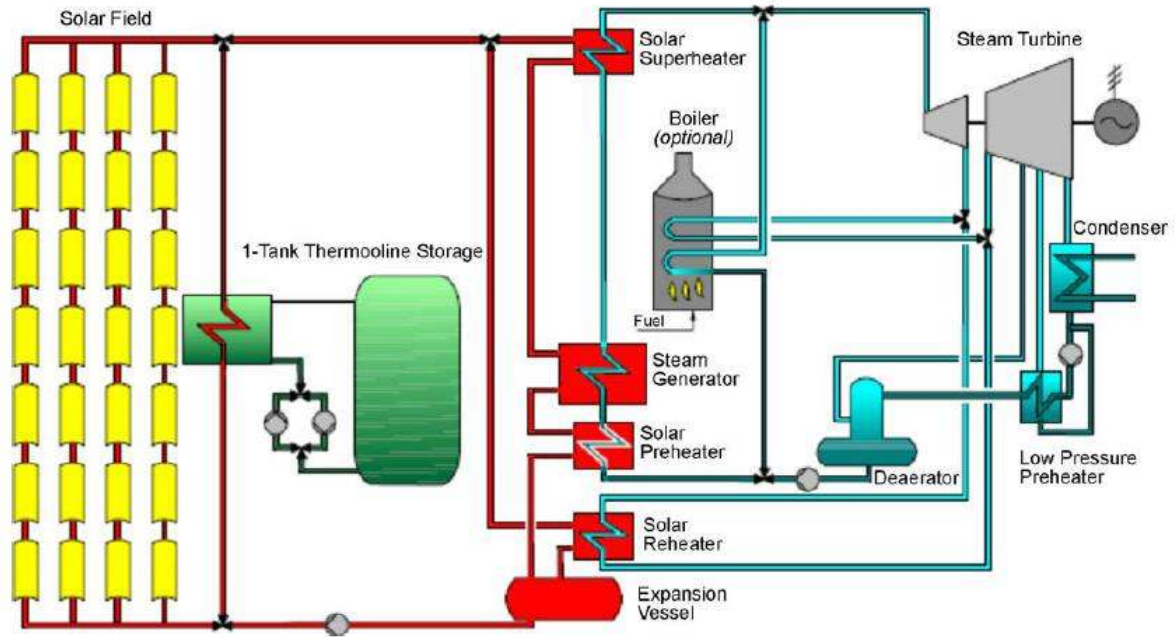 Solar Field
Solar
Superheater
Steam Turbine
Boiler
(optional)
1-Tank Thermooline Storage
Condenser
Fuel
Steam
Generator
Solar
Preheater
Deaerator
Low Pressure
Preheater
Solar
Reheater
Expansion
Vessel